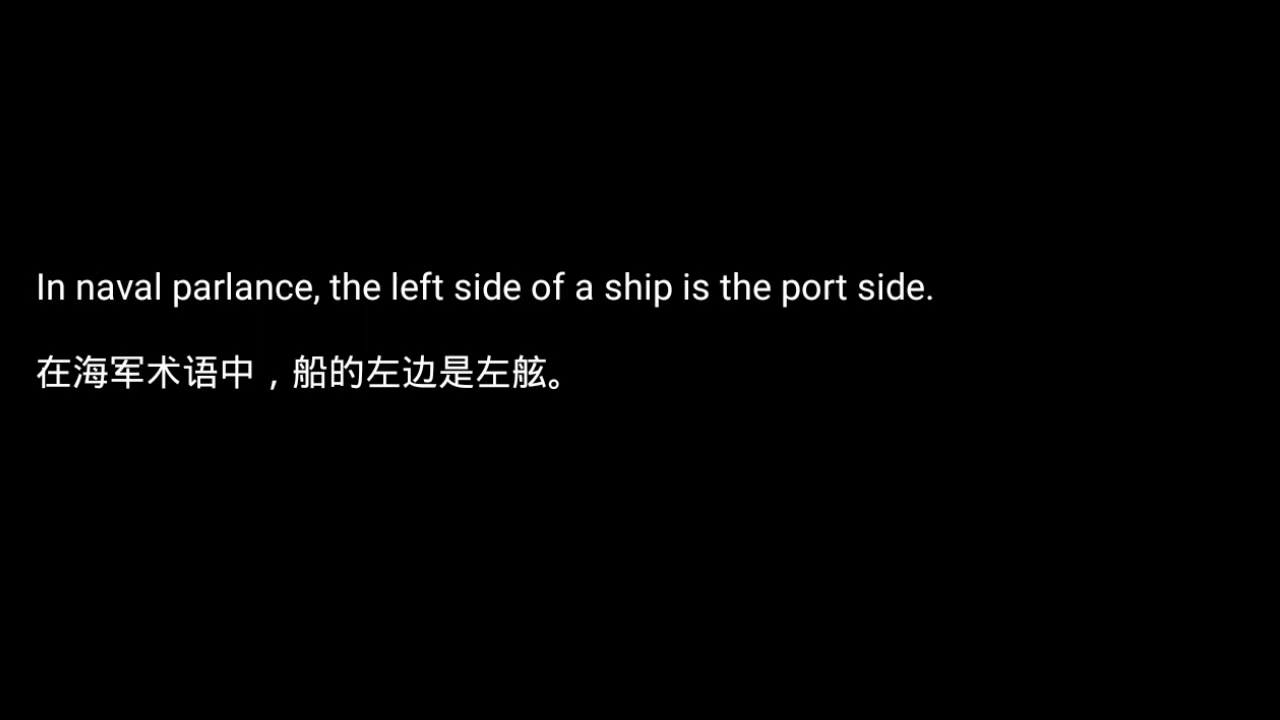 In naval parlance, the left side of a ship is the port side.
在海军术语中，船的左边是左舷。